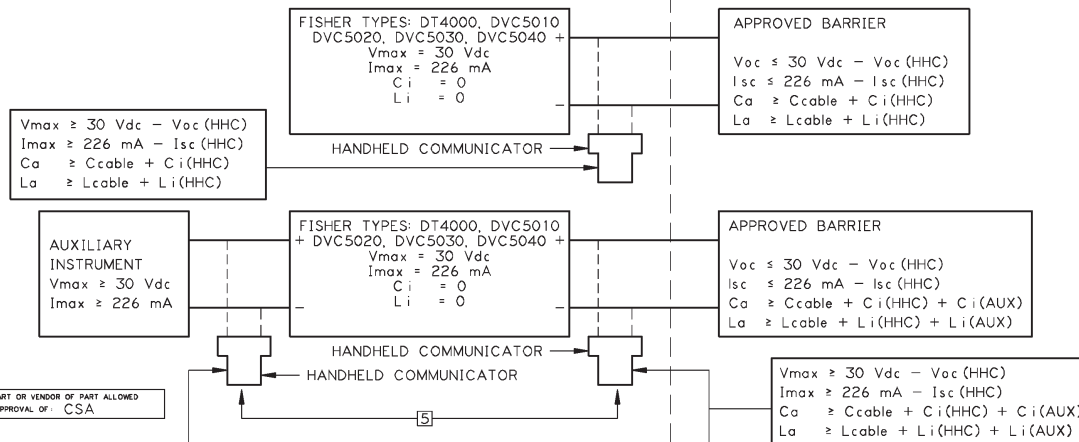 FISHER TYPES: DT4000, DVC5010
DVC5020, DVC5030, DVC5040 +
Vmax = 30 Vdc
Imax = 226 mA
Ci = 0
Li = 0
-
APPROVED BARRIER
Voc ≤ 30 Vdc - Voc (HHC)
Isc ≤ 226 mA - Isc (HHC)
Ca ≥ Ccable + Ci (HHC)
La ≥ Lcable + Li (HHC)
Vmax ≥ 30 Vdc - Voc (HHC)
Imax ≥ 226 mA - Isc (HHC)
Ca ≥ Ccable + Ci (HHC)
La ≥ Lcable + Li (HHC)
HANDHELD COMMUNICATOR
AUXILIARY
INSTRUMENT
Vmax ≥ 30 Vdc
Imax ≥ 226 mA
FISHER TYPES: DT4000, DVC5010
+ DVC5020, DVC5030, DVC5040 +
Vmax = 30 Vdc
Imax = 226 mA
Ci = 0
Li = 0
- -
APPROVED BARRIER
Voc ≤ 30 Vdc - Voc (HHC)
Isc ≤ 226 mA - Isc (HHC)
Ca ≥ Ccable + Ci (HHC) + Ci (AUX)
La ≥ Lcable + Li (HHC) + Li (AUX)
HANDHELD COMMUNICATOR
HANDHELD COMMUNICATOR
5
ART OR VENDOR OF PART ALLOWED
PPROVAL OF: CSA
Vmax ≥ 30 Vdc - Voc (HHC)
Imax ≥ 226 mA - Isc (HHC)
Ca ≥ Ccable + Ci (HHC) + Ci (AUX)
La ≥ Lcable + Li (HHC) + Li (AUX)